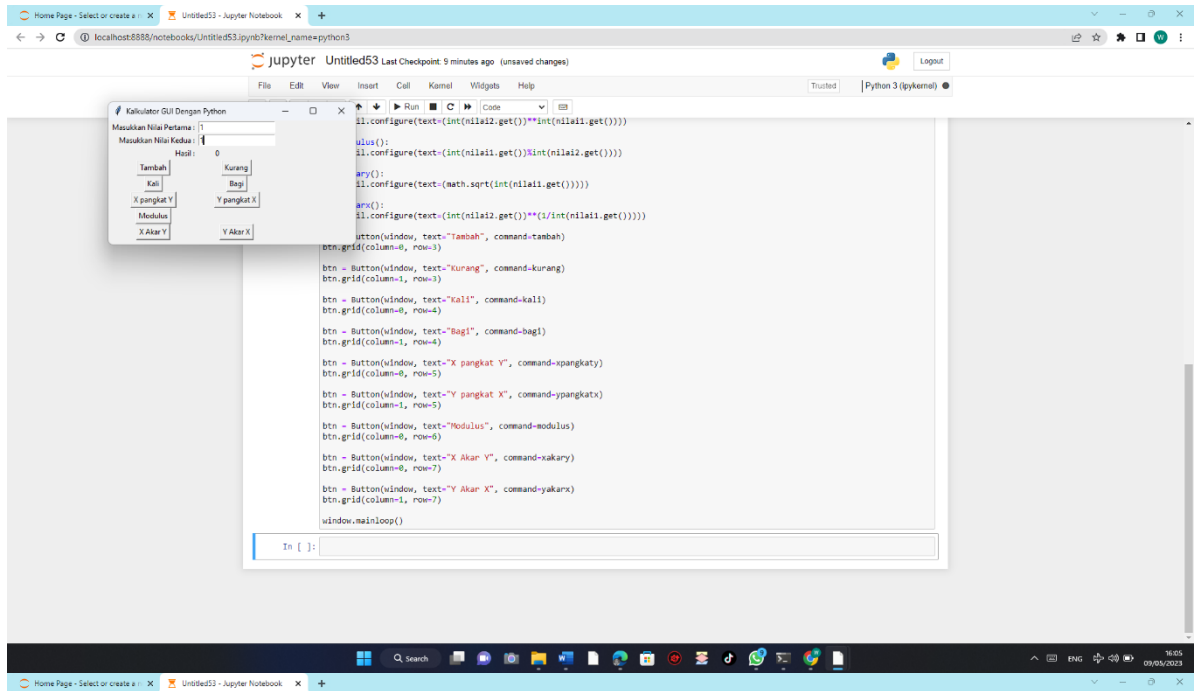 Home Page - Select or create a n
Untitled53 - Jupyter Notebook
localhost:8888/notebooks/Untitled53.ipynb?kernel_name=python3
W
jupyter Untitled53 Last Checkpoint: 9 minutes ago (unsaved changes)
Logout
File Edit View Insert Cell Kernel Widgets Help
Trusted
Python 3 (ipykernel)
Run
Code
Kalkulator GUI Dengan Python
Masukkan Nilai Pertama : 1
Masukkan Nilai Kedua : 1
Hasil : 0
Tambah Kurang
Kali Bagi
X pangkat Y Y pangkat X
Modulus
X Akar Y Y Akar X
il.configure(text=(int(nilai2.get())**int(nilai1.get())))
ulus():
il.configure(text=(int(nilai1.get())%int(nilai2.get())))
ary():
il.configure(text=(math.sqrt(int(nilai1.get()))))
arx():
il.configure(text=(int(nilai2.get())**(1/int(nilai1.get()))))
utton(window, text="Tambah", command=tambah)
btn.grid(column=0, row=3)
btn = Button(window, text="Kurang", command=kurang)
btn.grid(column=1, row=3)
btn = Button(window, text="Kali", command=kali)
btn.grid(column=0, row=4)
btn = Button(window, text="Bagi", command=bagi)
btn.grid(column=1, row=4)
btn = Button(window, text="X pangkat Y", command=xpangkaty)
btn.grid(column=0, row=5)
btn = Button(window, text="Y pangkat X", command=ypangkatx)
btn.grid(column=1, row=5)
btn = Button(window, text="Modulus", command=modulus)
btn.grid(column=0, row=6)
btn = Button(window, text="X Akar Y", command=xakary)
btn.grid(column=0, row=7)
btn = Button(window, text="Y Akar X", command=yakarx)
btn.grid(column=1, row=7)
window.mainloop()
In [ ]:
Search
ENG
16:05
09/05/2023
Home Page - Select or create a n
Untitled53 - Jupyter Notebook